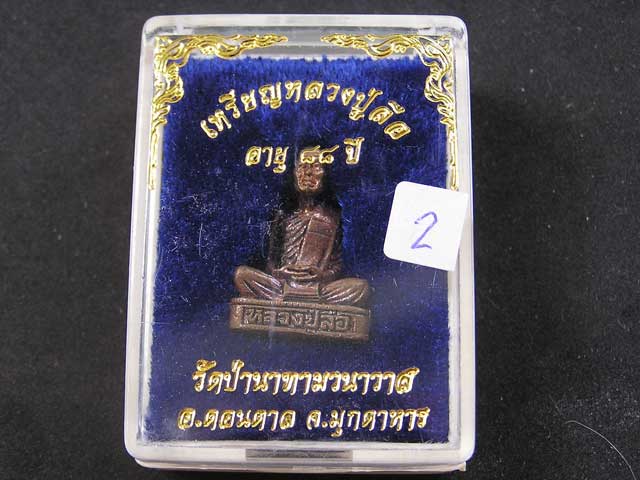 เหรียญหลวงปู่ลือ
อายุ ๘๘ ปี
2
หลวงปู่ลือ
วัดป่านาทามวนาวาส
อ.ดอนตาล จ.มุกดาหาร